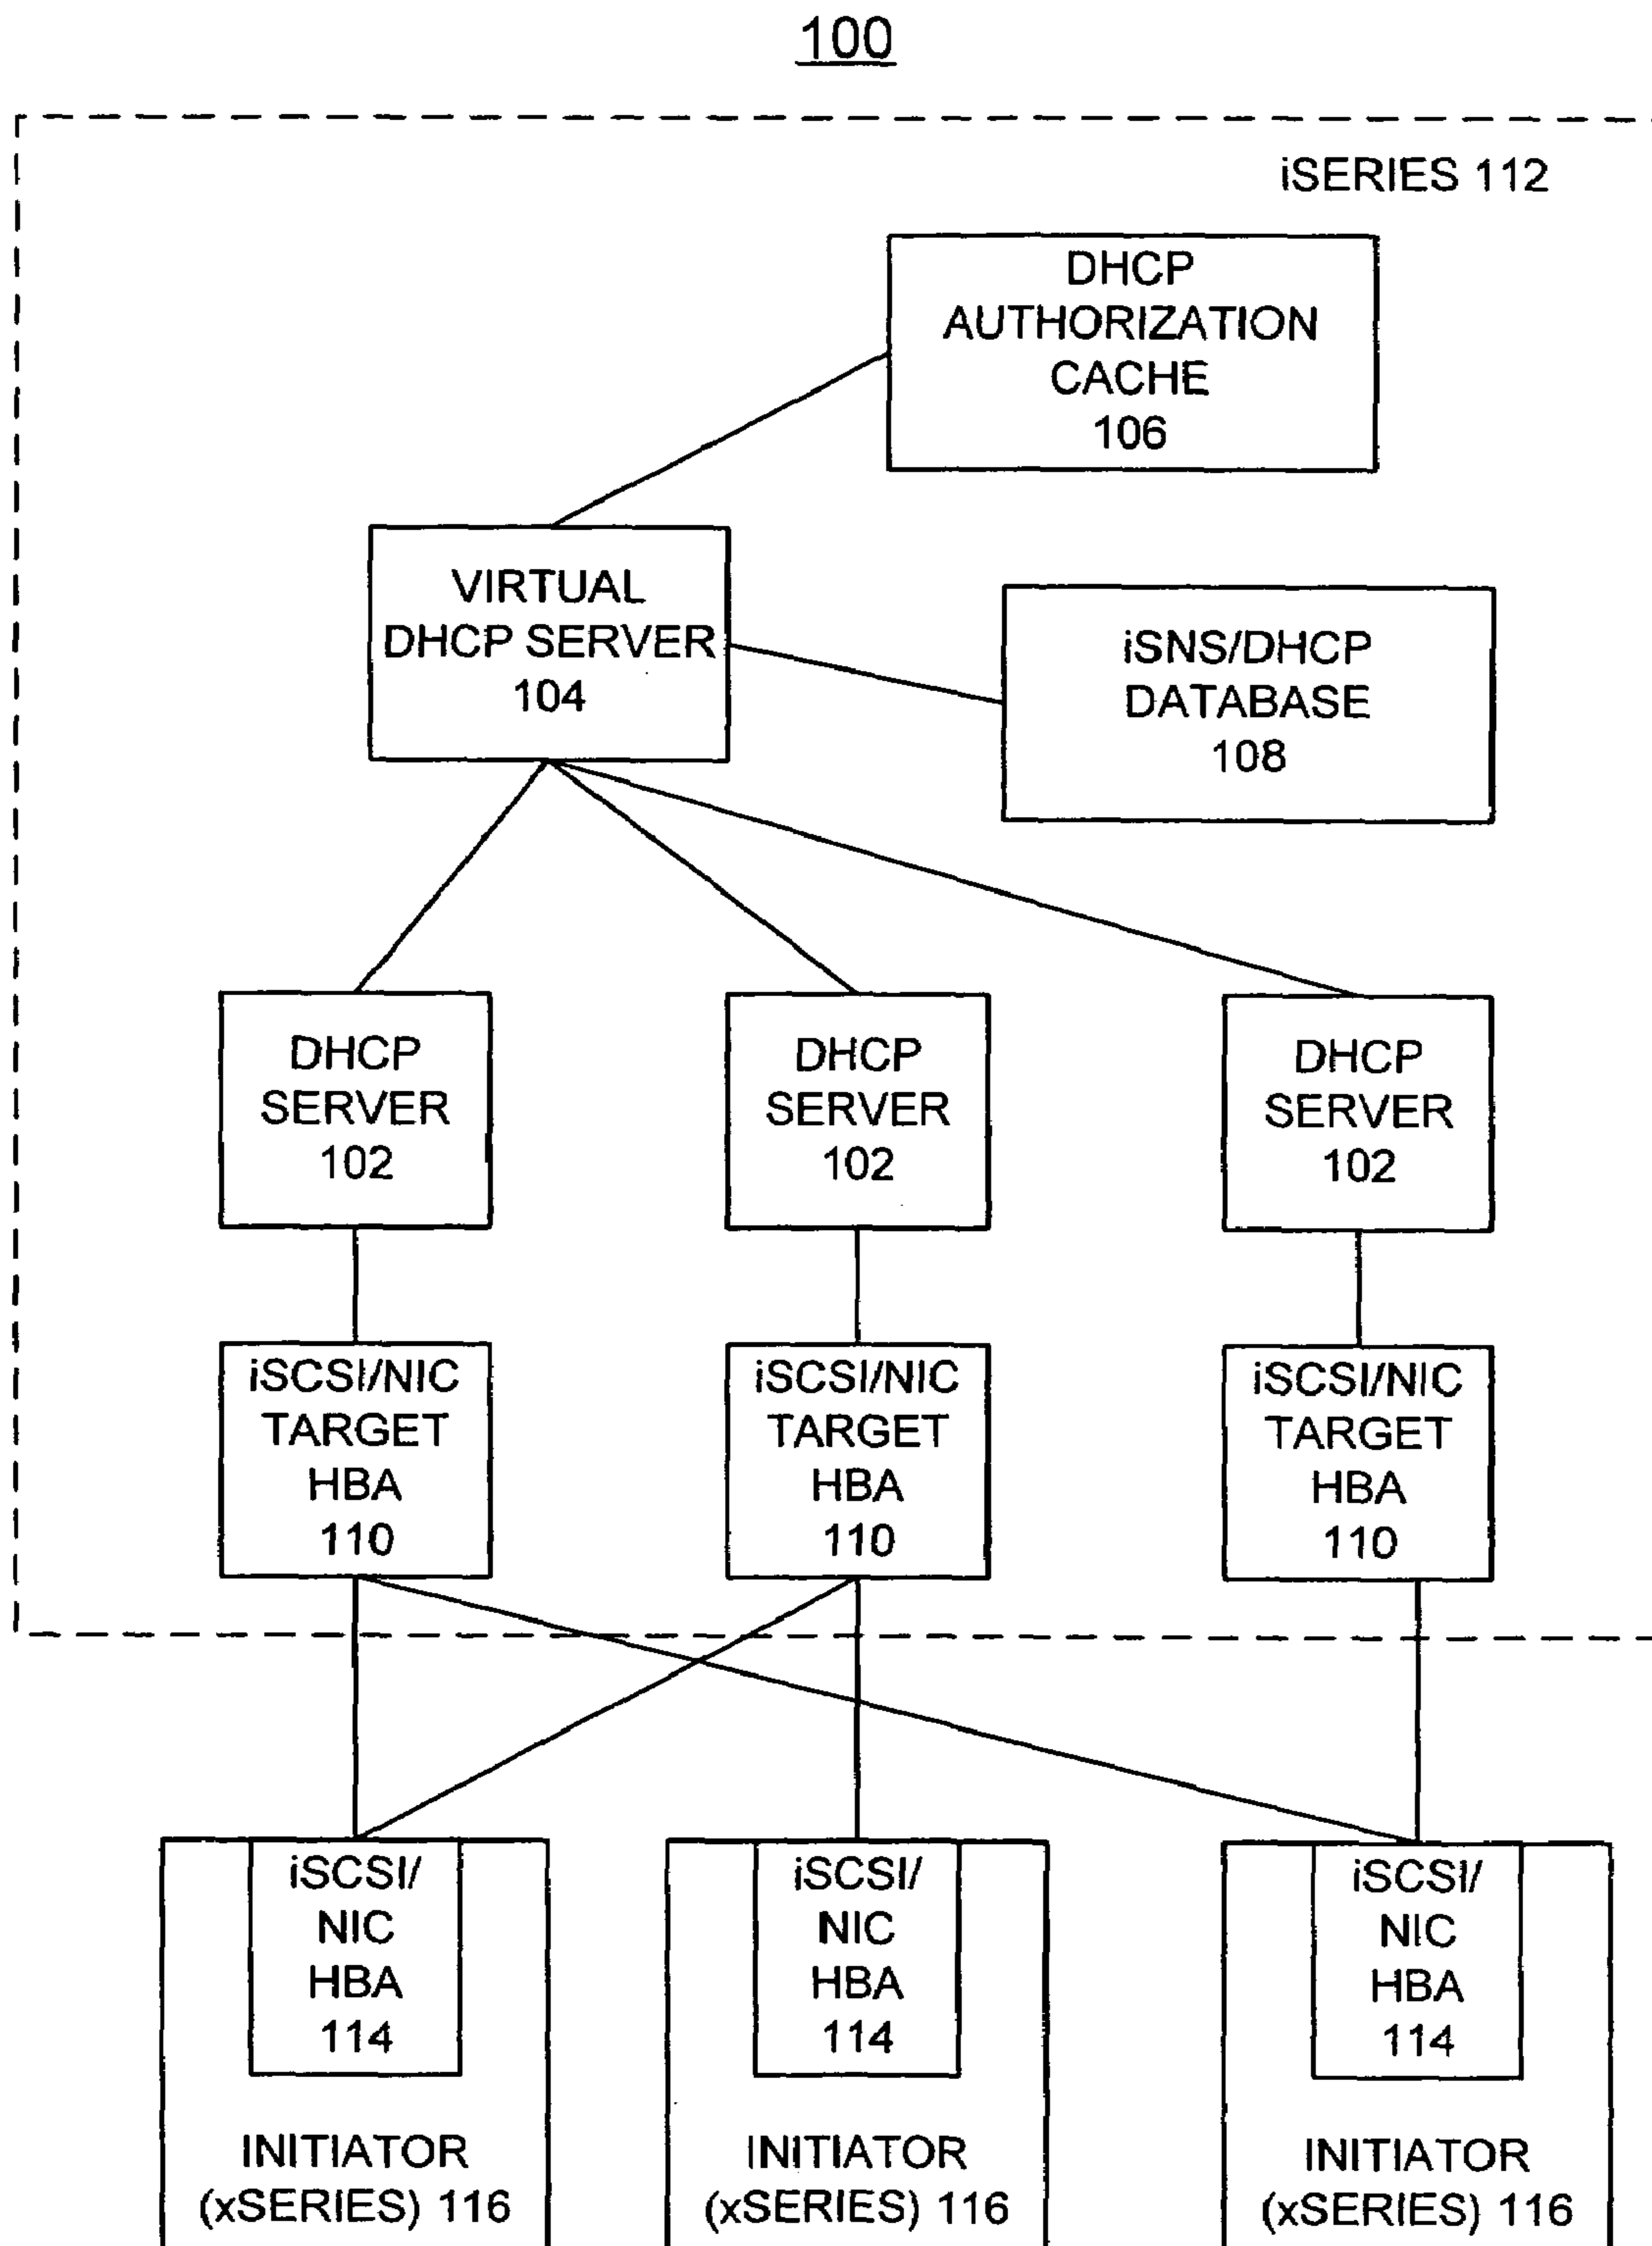 100
iSERIES 112
DHCP
AUTHORIZATION
CACHE
106
VIRTUAL
DHCP SERVER
104
iSNS/DHCP
DATABASE
108
DHCP
SERVER
102
DHCP
SERVER
102
DHCP
SERVER
102
iSCSI/NIC
TARGET
HBA
110
iSCSI/NIC
TARGET
HBA
110
iSCSI/NIC
TARGET
HBA
110
iSCSI/
NIC
HBA
114
INITIATOR
(xSERIES) 116
iSCSI/
NIC
HBA
114
INITIATOR
(xSERIES) 116
iSCSI/
NIC
HBA
114
INITIATOR
(xSERIES) 116